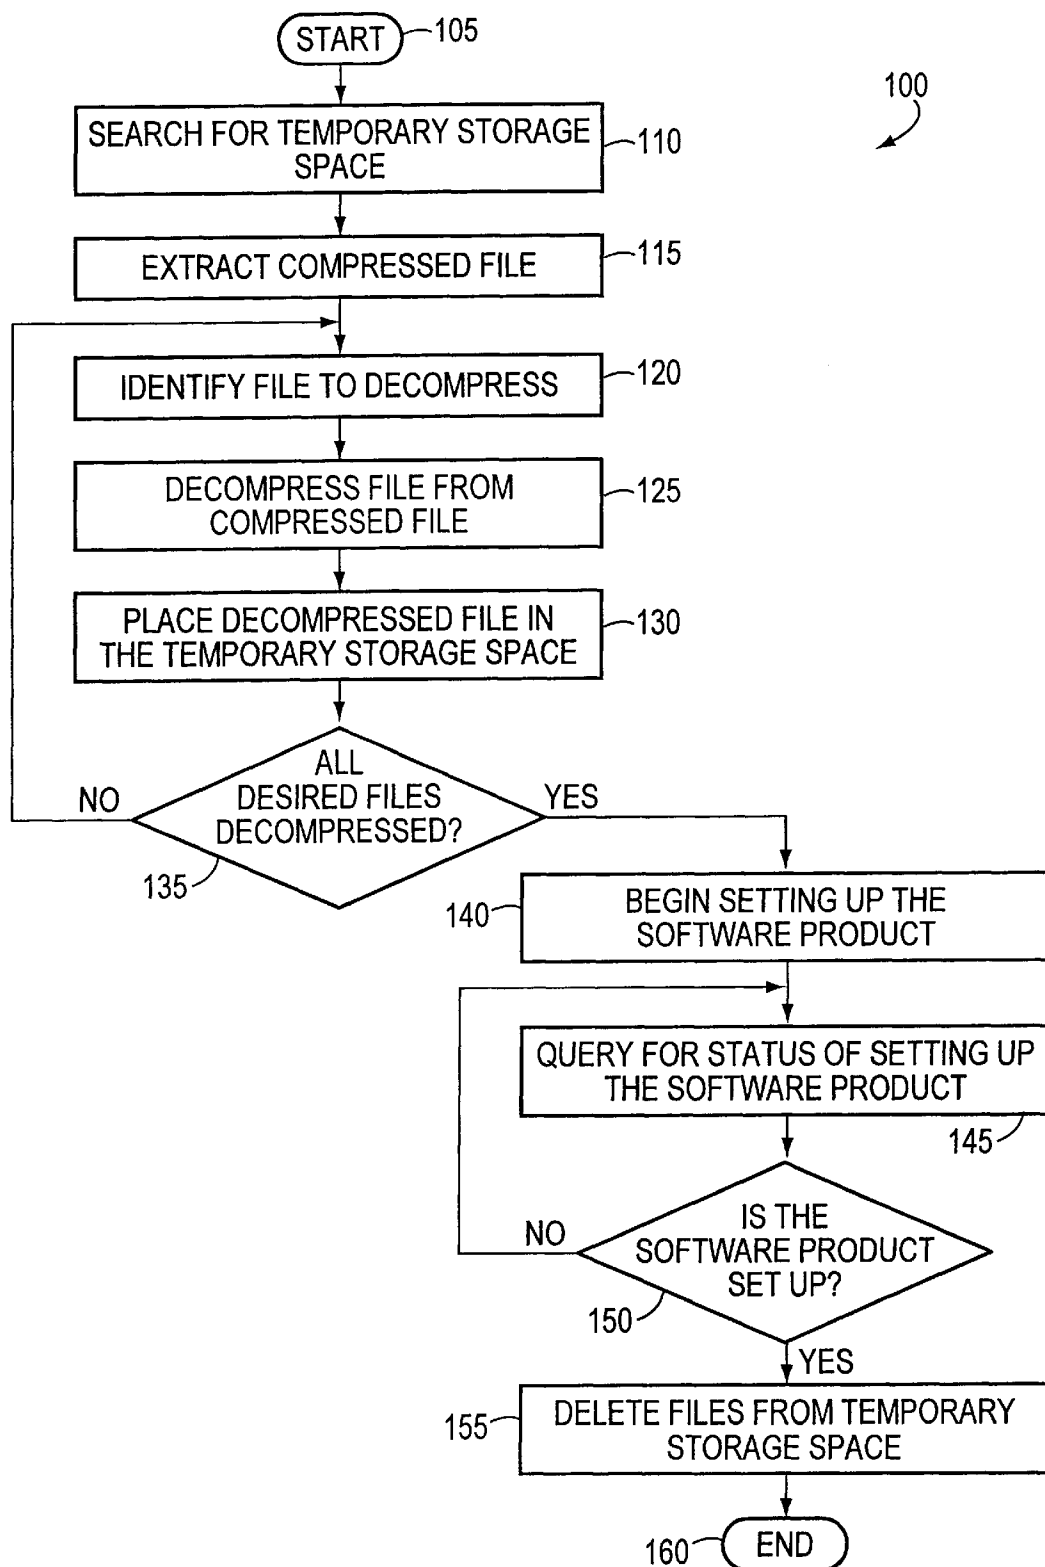 START
105
100
SEARCH FOR TEMPORARY STORAGE
SPACE
110
EXTRACT COMPRESSED FILE
115
IDENTIFY FILE TO DECOMPRESS
120
DECOMPRESS FILE FROM
COMPRESSED FILE
125
PLACE DECOMPRESSED FILE IN
THE TEMPORARY STORAGE SPACE
130
ALL
DESIRED FILES
DECOMPRESSED?
NO
YES
135
140
BEGIN SETTING UP THE
SOFTWARE PRODUCT
QUERY FOR STATUS OF SETTING UP
THE SOFTWARE PRODUCT
145
IS THE
SOFTWARE PRODUCT
SET UP?
NO
150
YES
155
DELETE FILES FROM TEMPORARY
STORAGE SPACE
160
END